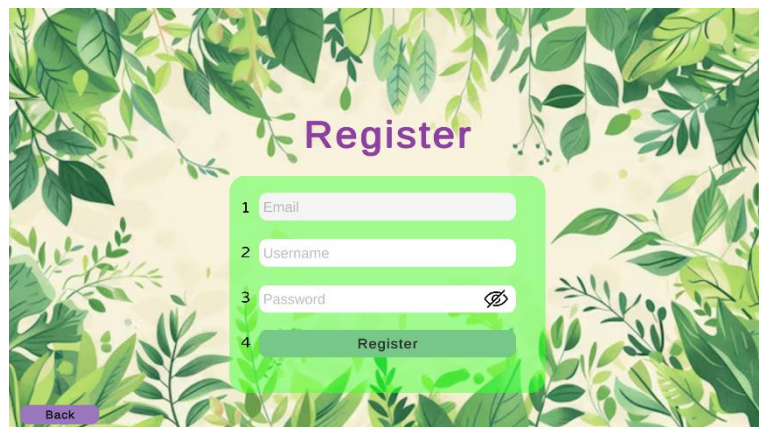 Register
1 Email
2 Username
3 Password
4 Register
Back